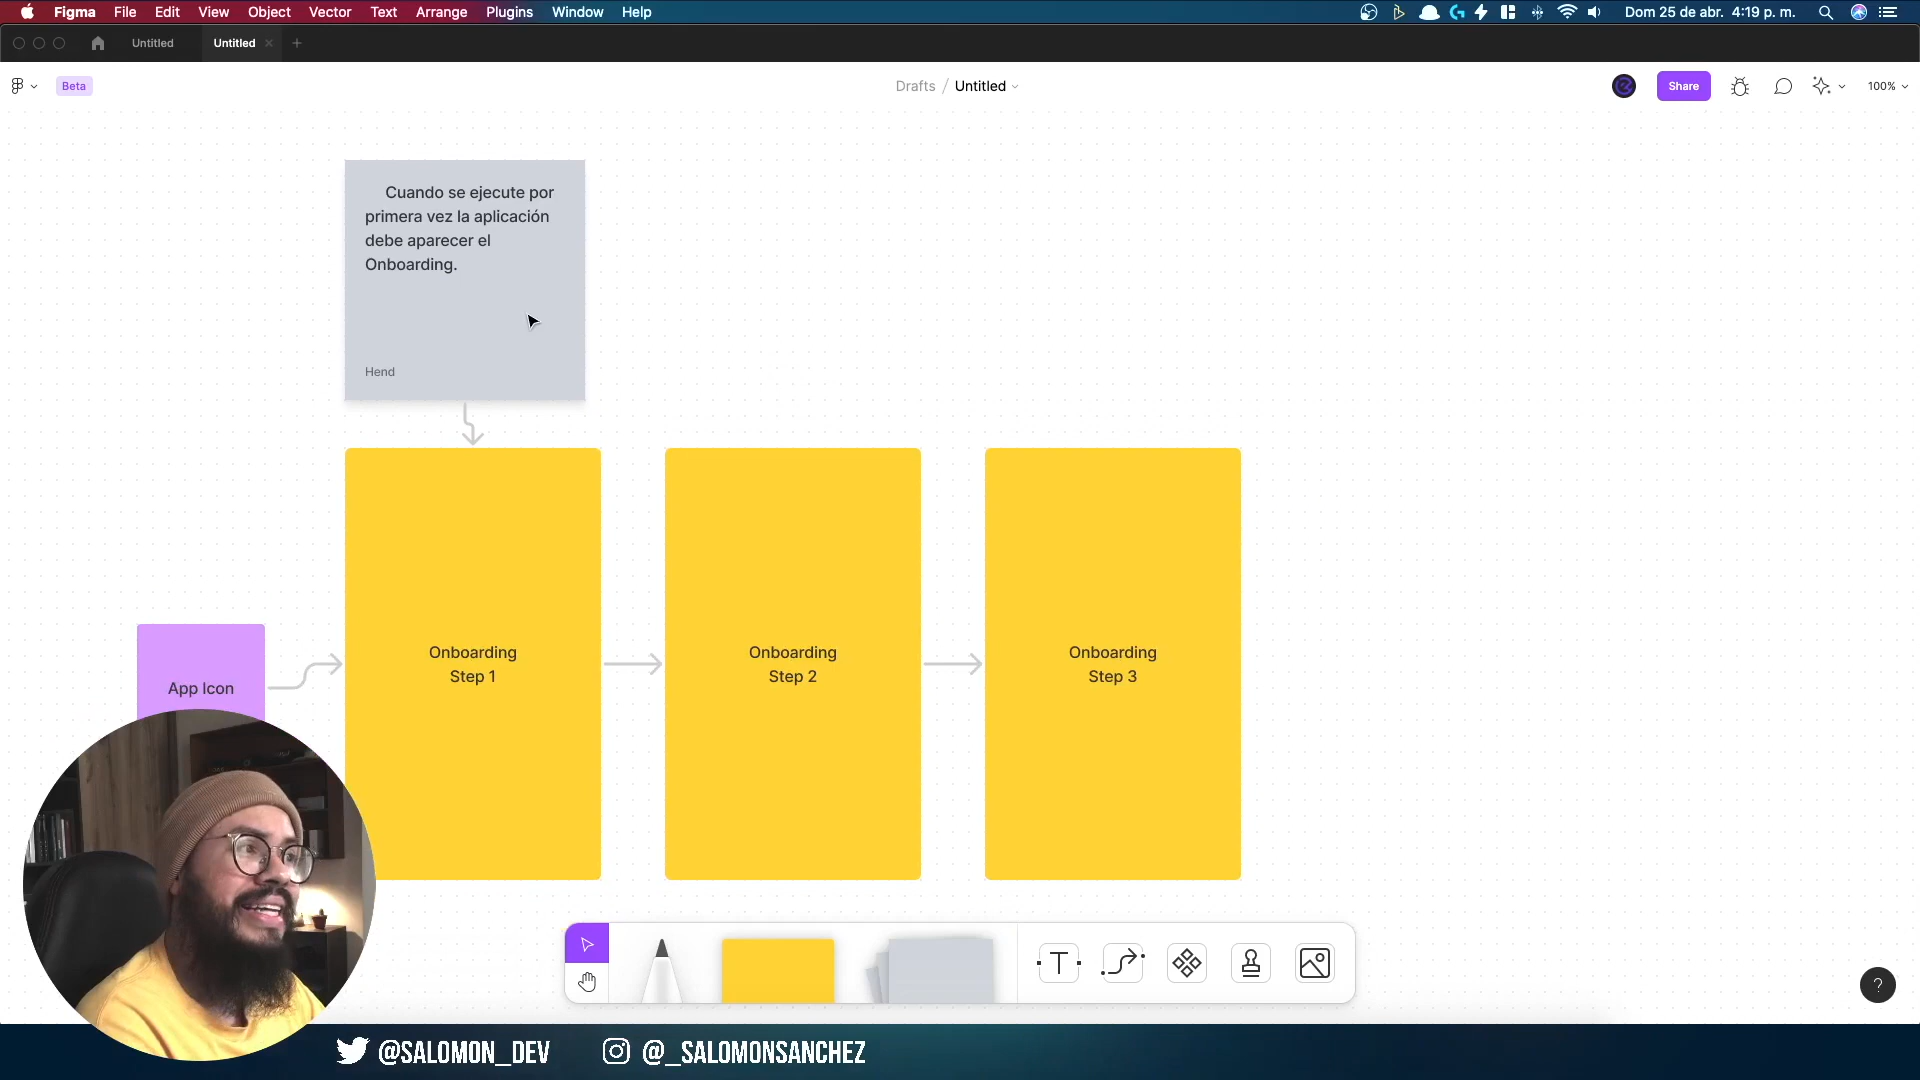 Figma File Edit View Object Vector Text Arrange Plugins Window Help
Dom 25 de abr. 4:19 p. m.
Untitled
Untitled
Beta
Drafts / Untitled
Share
100%
Cuando se ejecute por
primera vez la aplicación
debe aparecer el
Onboarding.
Hend
App Icon
Onboarding
Step 1
Onboarding
Step 2
Onboarding
Step 3
T
?
@SALOMON_DEV
@_SALOMONSANCHEZ